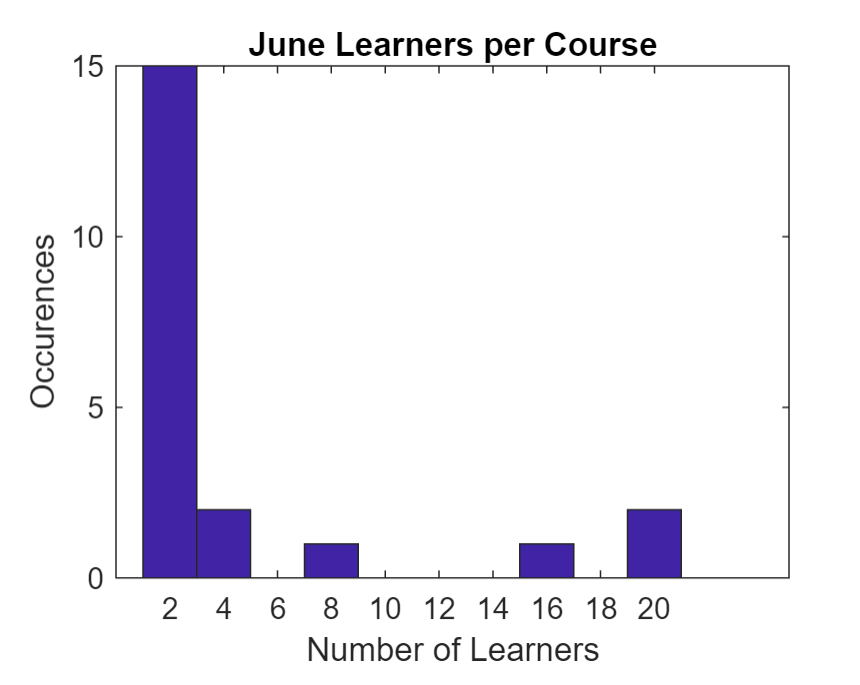 June Learners per Course
15
10
5
0
Occurences
2 4 6 8 10 12 14 16 18 20
Number of Learners